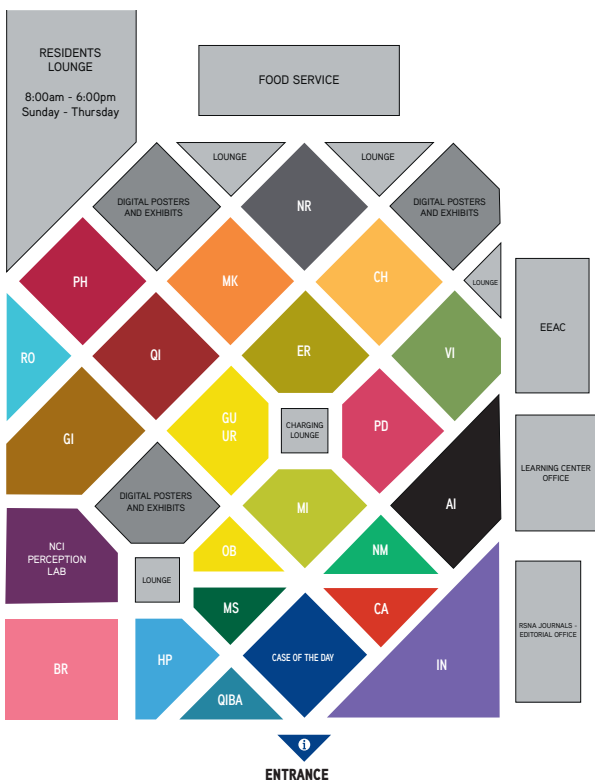 RESIDENTS
LOUNGE
8:00am - 6:00pm
Sunday - Thursday
FOOD SERVICE
LOUNGE
LOUNGE
DIGITAL POSTERS
AND EXHIBITS
NR
DIGITAL POSTERS
AND EXHIBITS
PH
MK
CH
LOUNGE
EEAC
RO
QI
ER
VI
GI
GU
UR
CHARGING
LOUNGE
PD
LEARNING CENTER
OFFICE
DIGITAL POSTERS
AND EXHIBITS
MI
AI
NCI
PERCEPTION
LAB
OB
NM
LOUNGE
MS
CA
RSNA JOURNALS -
EDITORIAL OFFICE
BR
HP
CASE OF THE DAY
IN
QIBA
i
ENTRANCE